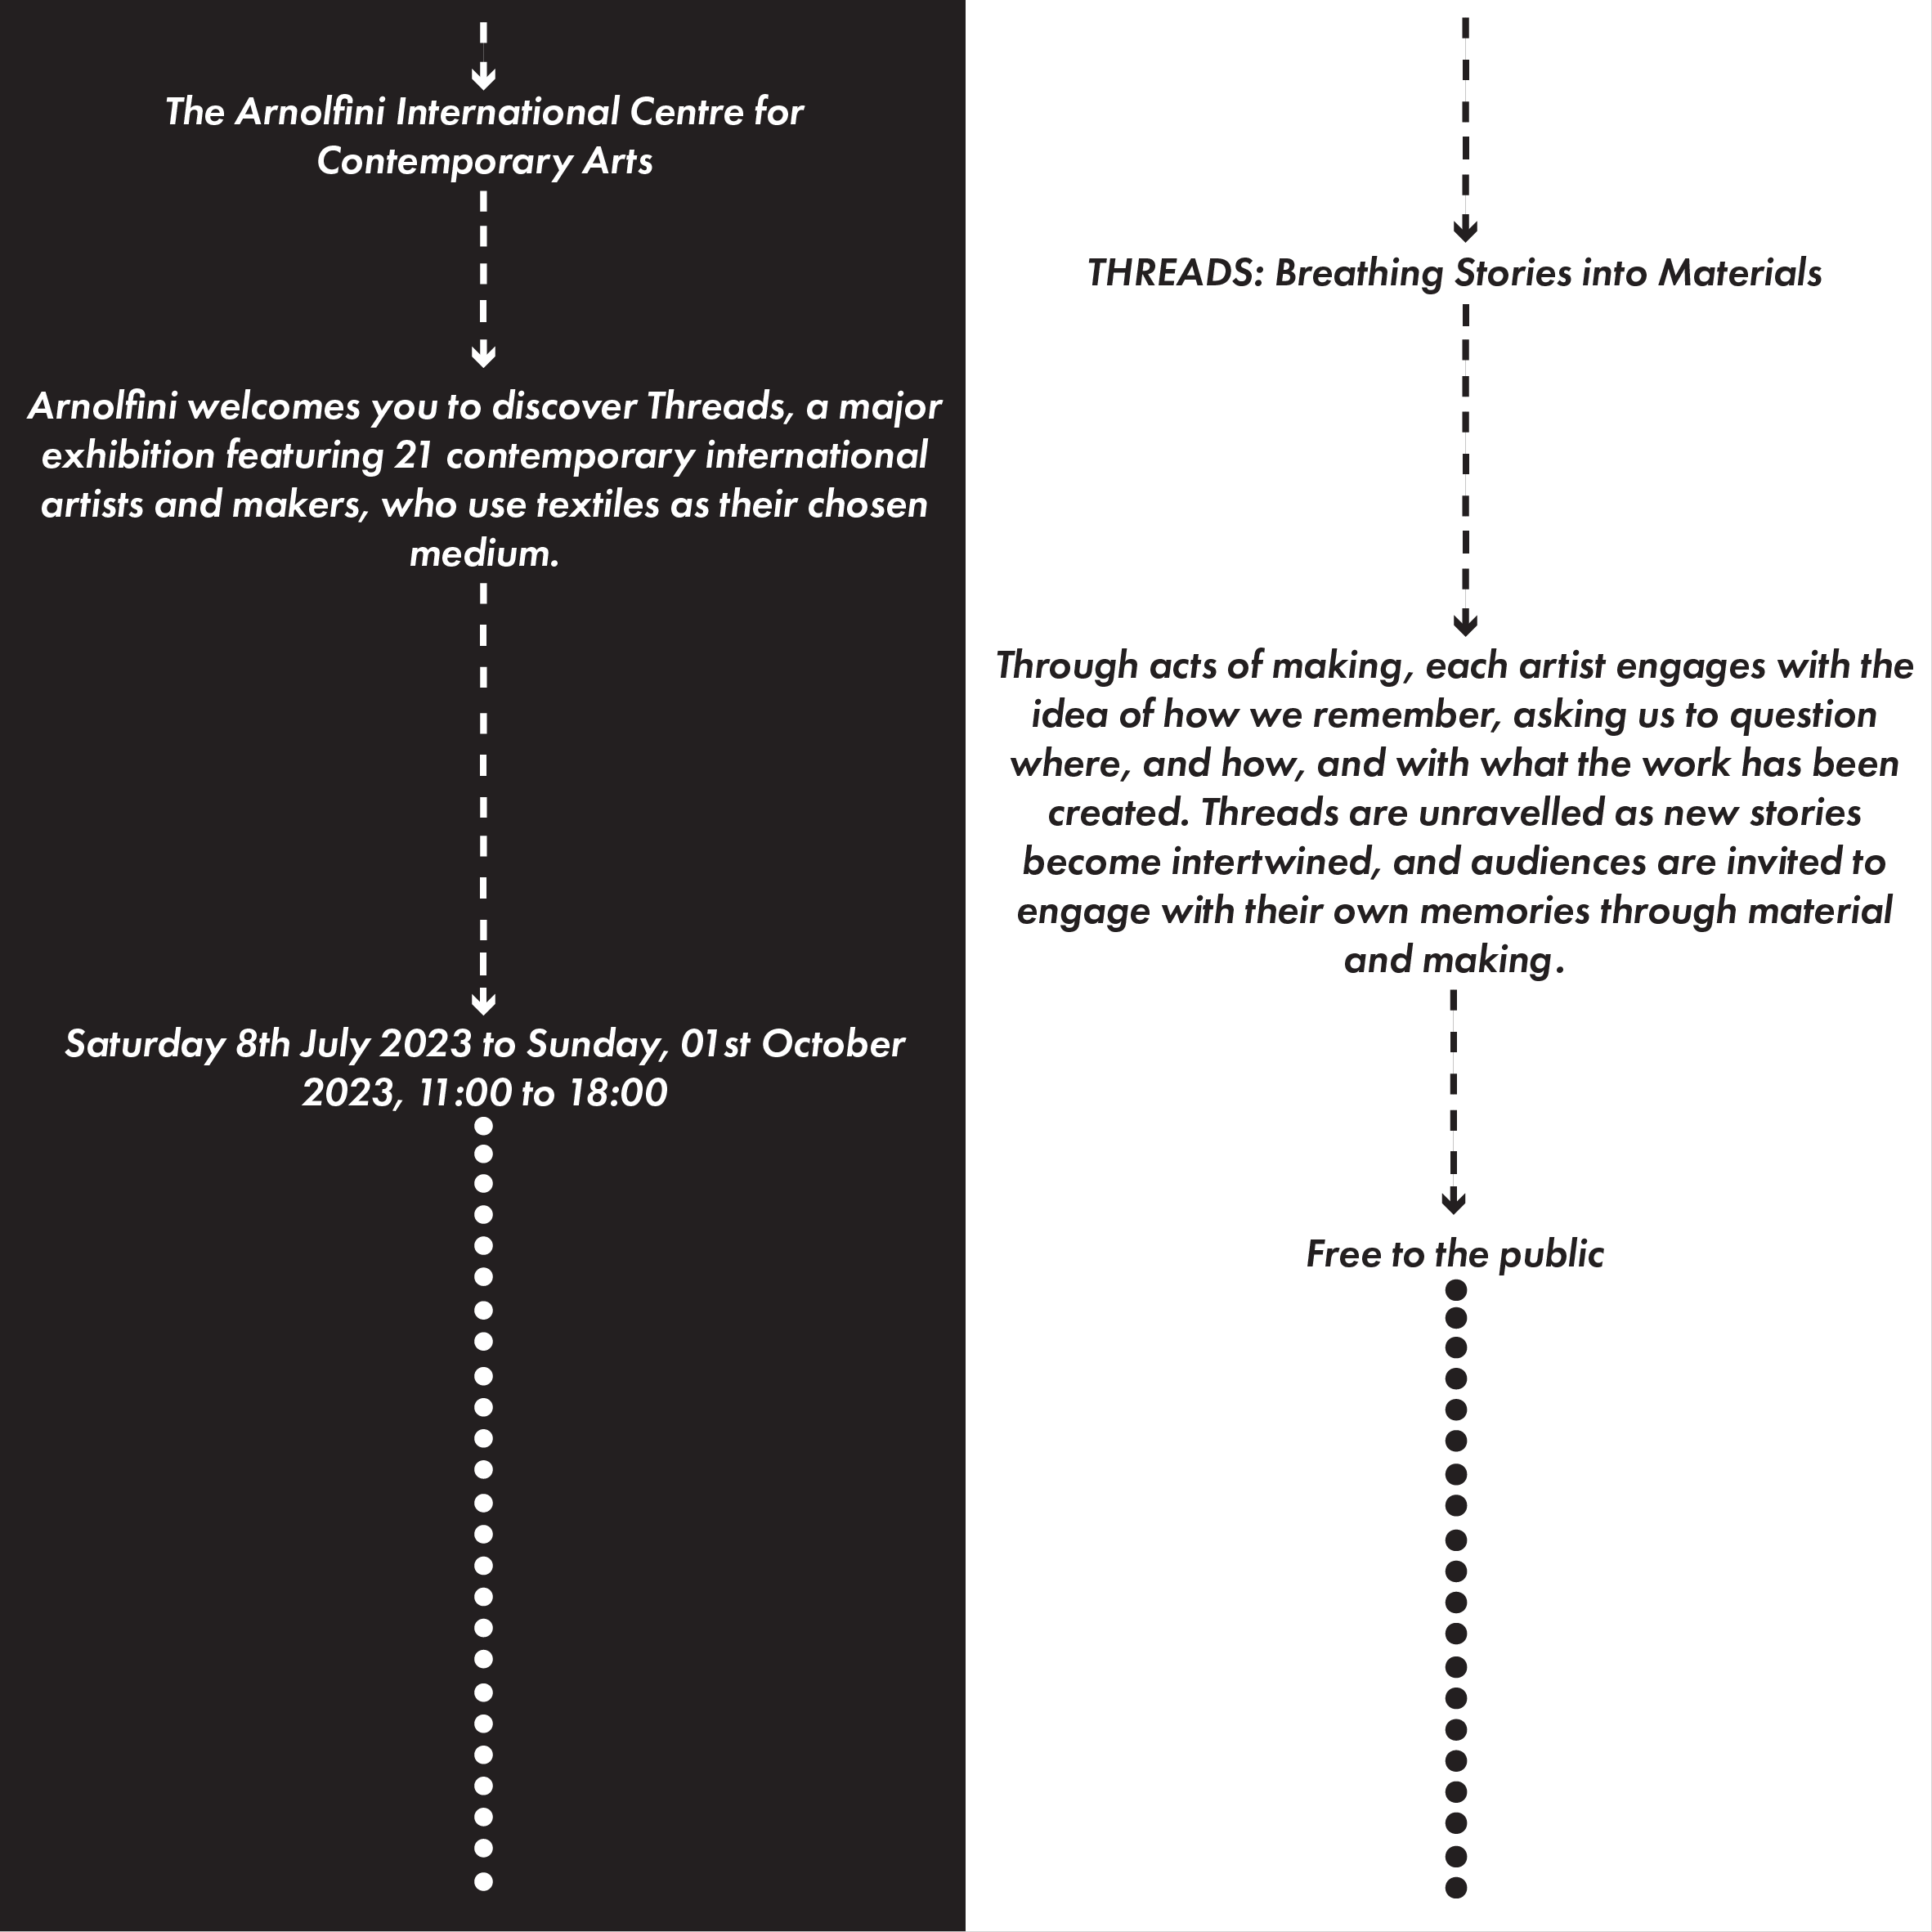 The Arnolfini International Centre for
Contemporary Arts
Arnolfini welcomes you to discover Threads, a major
exhibition featuring 21 contemporary international
artists and makers, who use textiles as their chosen
medium.
Saturday 8th July 2023 to Sunday, 01st October
2023, 11:00 to 18:00
THREADS: Breathing Stories into Materials
Through acts of making, each artist engages with the
idea of how we remember, asking us to question
where, and how, and with what the work has been
created. Threads are unravelled as new stories
become intertwined, and audiences are invited to
engage with their own memories through material
and making.
Free to the public